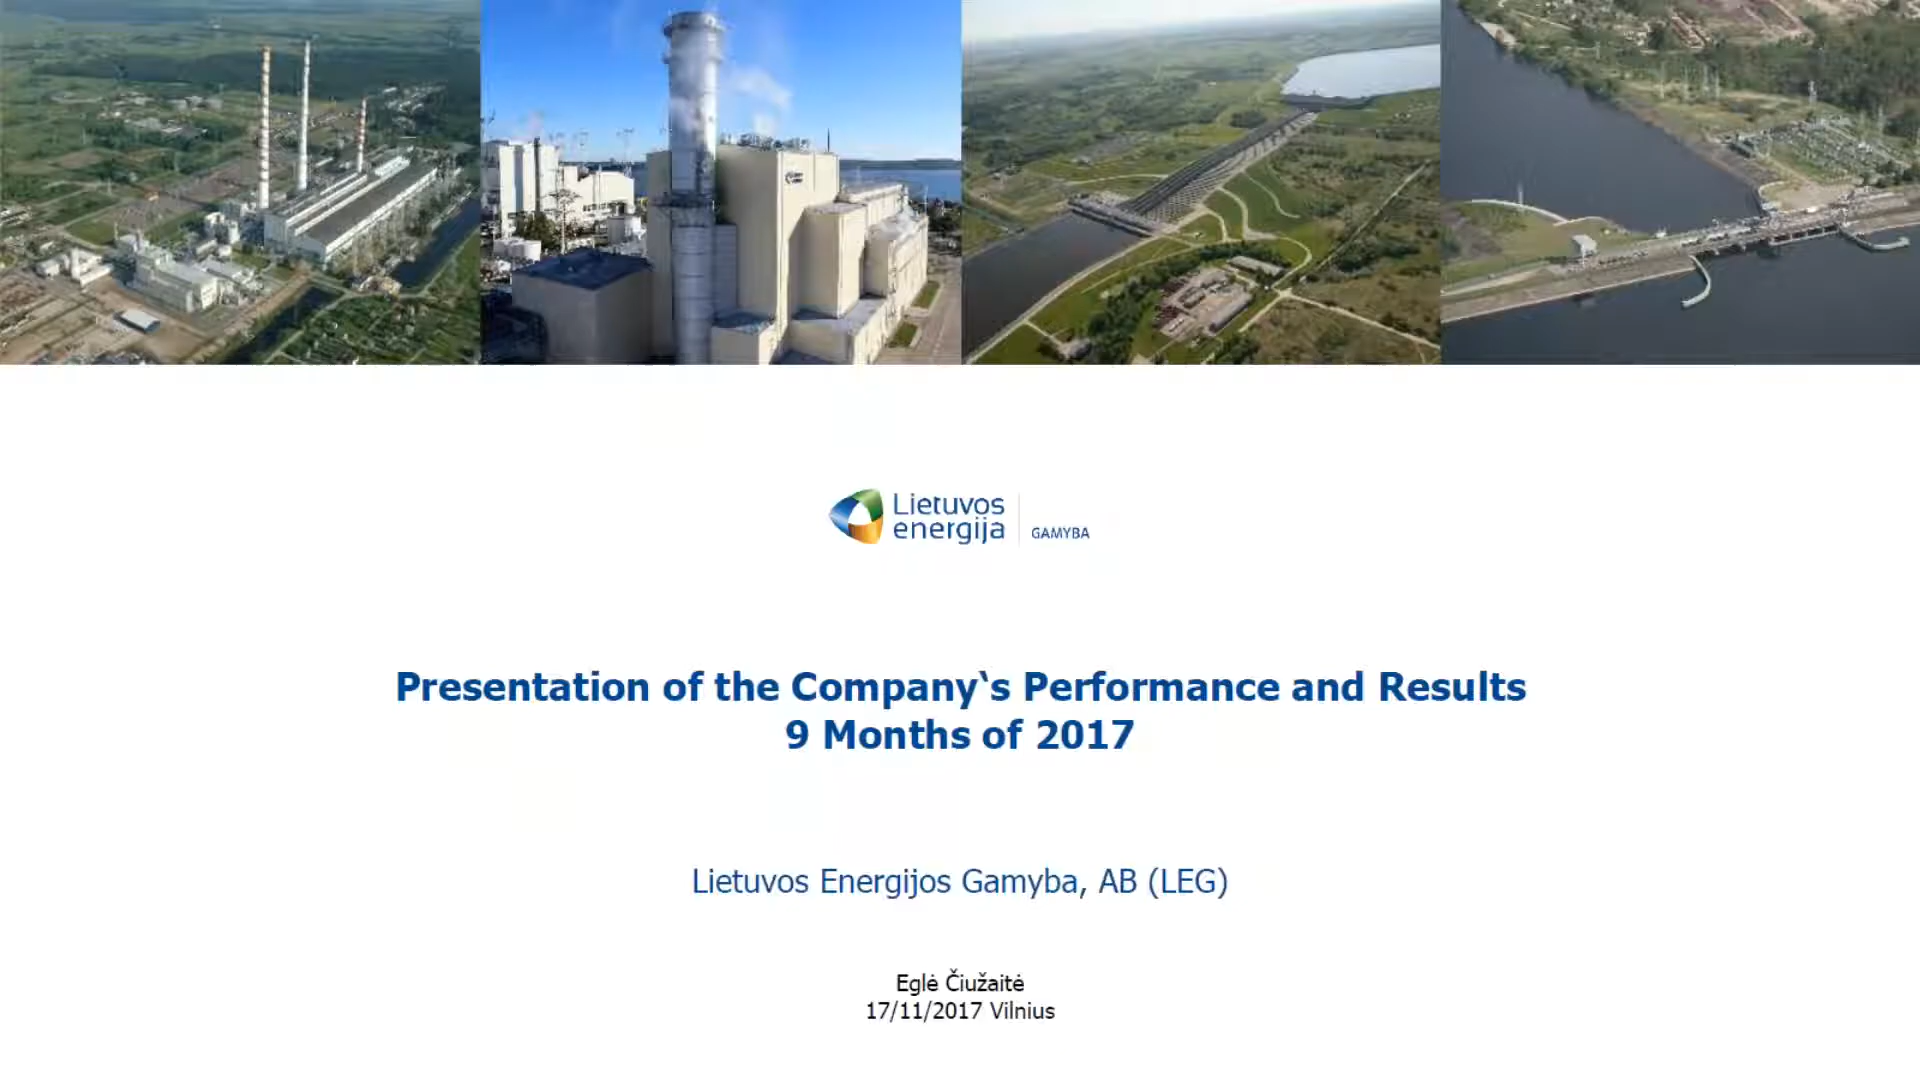 Lietuvos
energija
GAMYBA
Presentation of the Company‘s Performance and Results
9 Months of 2017
Lietuvos Energijos Gamyba, AB (LEG)
Eglė Čiužaitė
17/11/2017 Vilnius